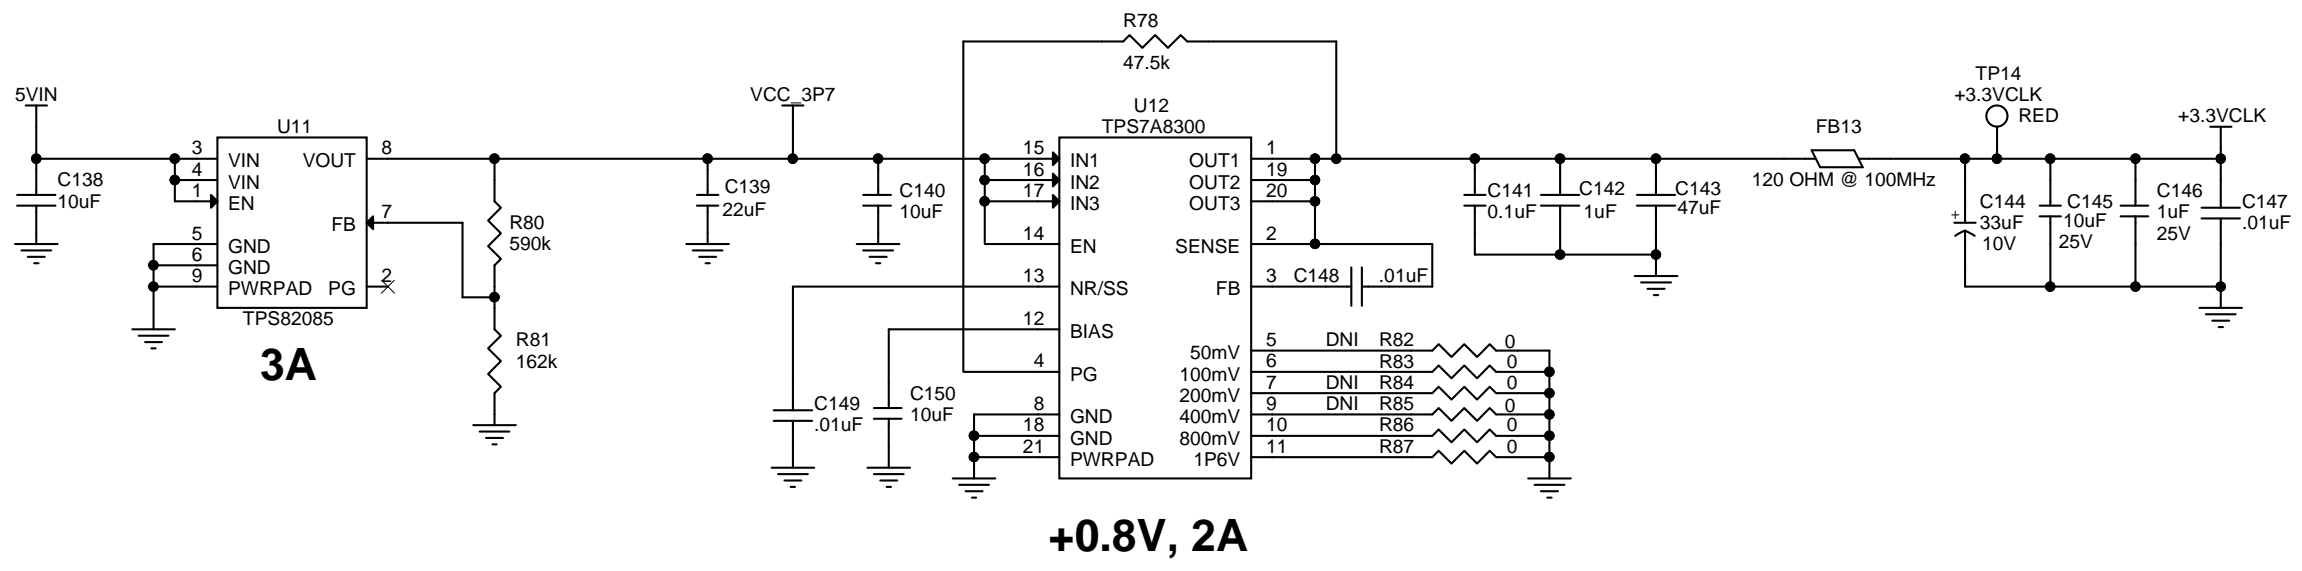 R78
47.5k
5VIN
U11
3 VIN VOUT 8
4 VIN
1 EN
FB 7
5 GND
6 GND
9 PWRPAD PG 2
TPS82085
3A
C138
10uF
R80
590k
R81
162k
VCC_3P7
C139
22uF
C140
10uF
U12
TPS7A8300
15 IN1 OUT1 1
16 IN2 OUT2 19
17 IN3 OUT3 20
14 EN SENSE 2
13 NR/SS FB 3
12 BIAS
50mV 5
4 PG 100mV 6
200mV 7
8 GND 400mV 9
18 GND 800mV 10
21 PWRPAD 1P6V 11
C148 .01uF
DNI R82 0
R83 0
DNI R84 0
DNI R85 0
R86 0
R87 0
C149
.01uF
C150
10uF
+0.8V, 2A
C141
0.1uF
C142
1uF
C143
47uF
FB13
120 OHM @ 100MHz
TP14
+3.3VCLK
RED
+3.3VCLK
+
C144
33uF
10V
C145
10uF
25V
C146
1uF
25V
C147
.01uF